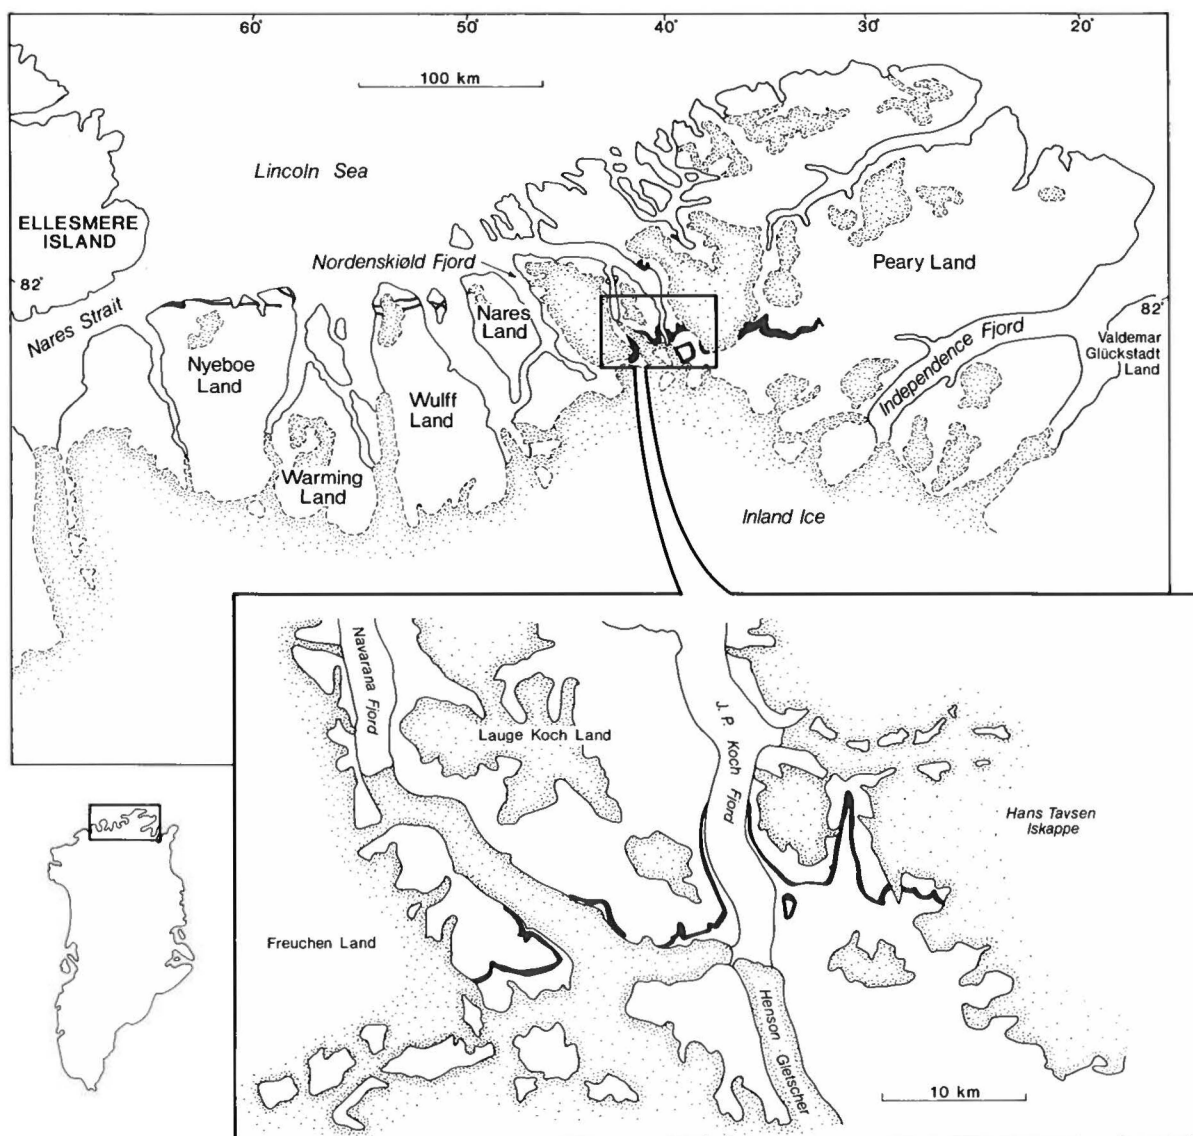 60°
50°
40°
30°
20°
100 km
Lincoln Sea
ELLESMERE
ISLAND
Nordenskiøld Fjord
Peary Land
82°
82°
Nares Strait
Nares
Land
Independence Fjord
Valdemar
Glückstadt
Land
Nyeboe
Land
Wulff
Land
Warming
Land
Inland Ice
Navarana Fjord
J. P. Koch Fjord
Lauge Koch Land
Hans Tavsen
Iskappe
Freuchen Land
Henson Gletscher
10 km